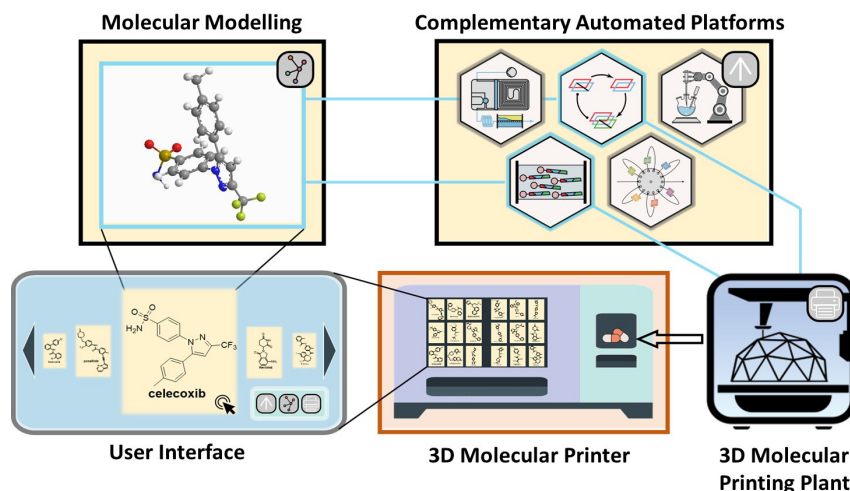 Molecular Modelling
Complementary Automated Platforms
O
O
S
H₂N
N
N
CF₃
celecoxib
User Interface
3D Molecular Printer
3D Molecular
Printing Plant